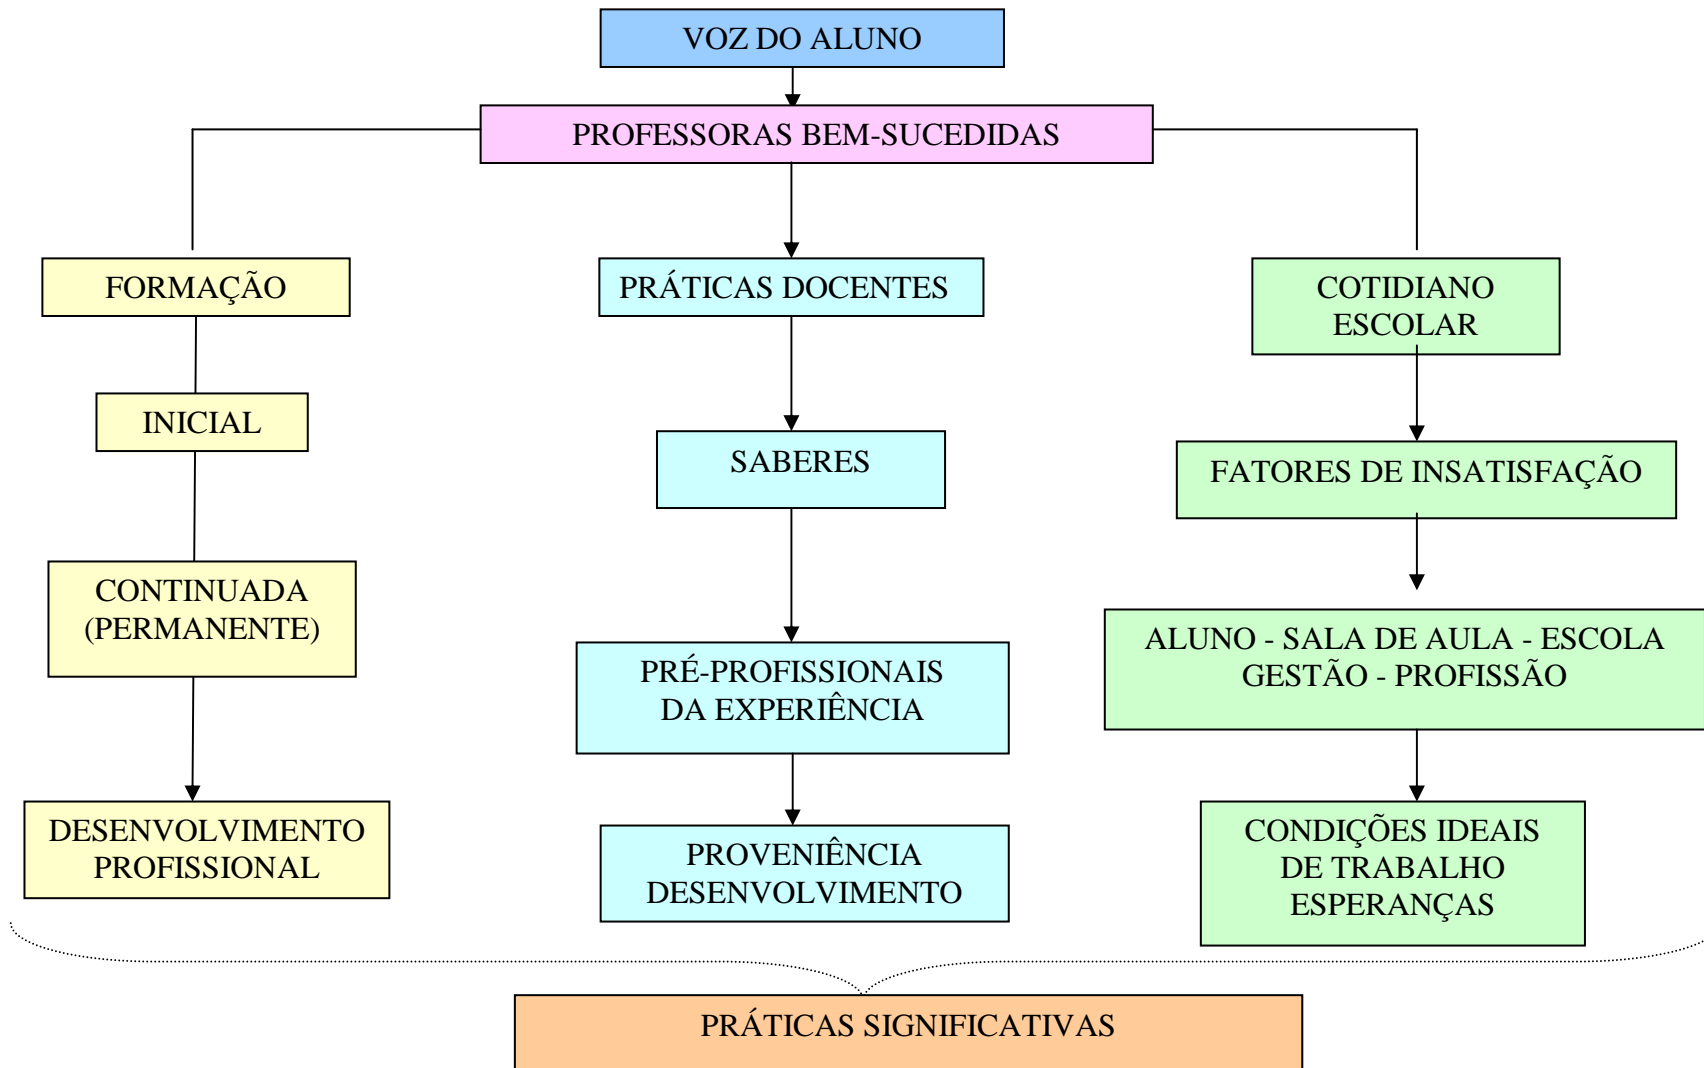 VOZ DO ALUNO
PROFESSORAS BEM-SUCEDIDAS
FORMAÇÃO
INICIAL
CONTINUADA
(PERMANENTE)
DESENVOLVIMENTO
PROFISSIONAL
PRÁTICAS DOCENTES
SABERES
PRÉ-PROFISSIONAIS
DA EXPERIÊNCIA
PROVENIÊNCIA
DESENVOLVIMENTO
COTIDIANO
ESCOLAR
FATORES DE INSATISFAÇÃO
ALUNO - SALA DE AULA - ESCOLA
GESTÃO - PROFISSÃO
CONDIÇÕES IDEAIS
DE TRABALHO
ESPERANÇAS
PRÁTICAS SIGNIFICATIVAS